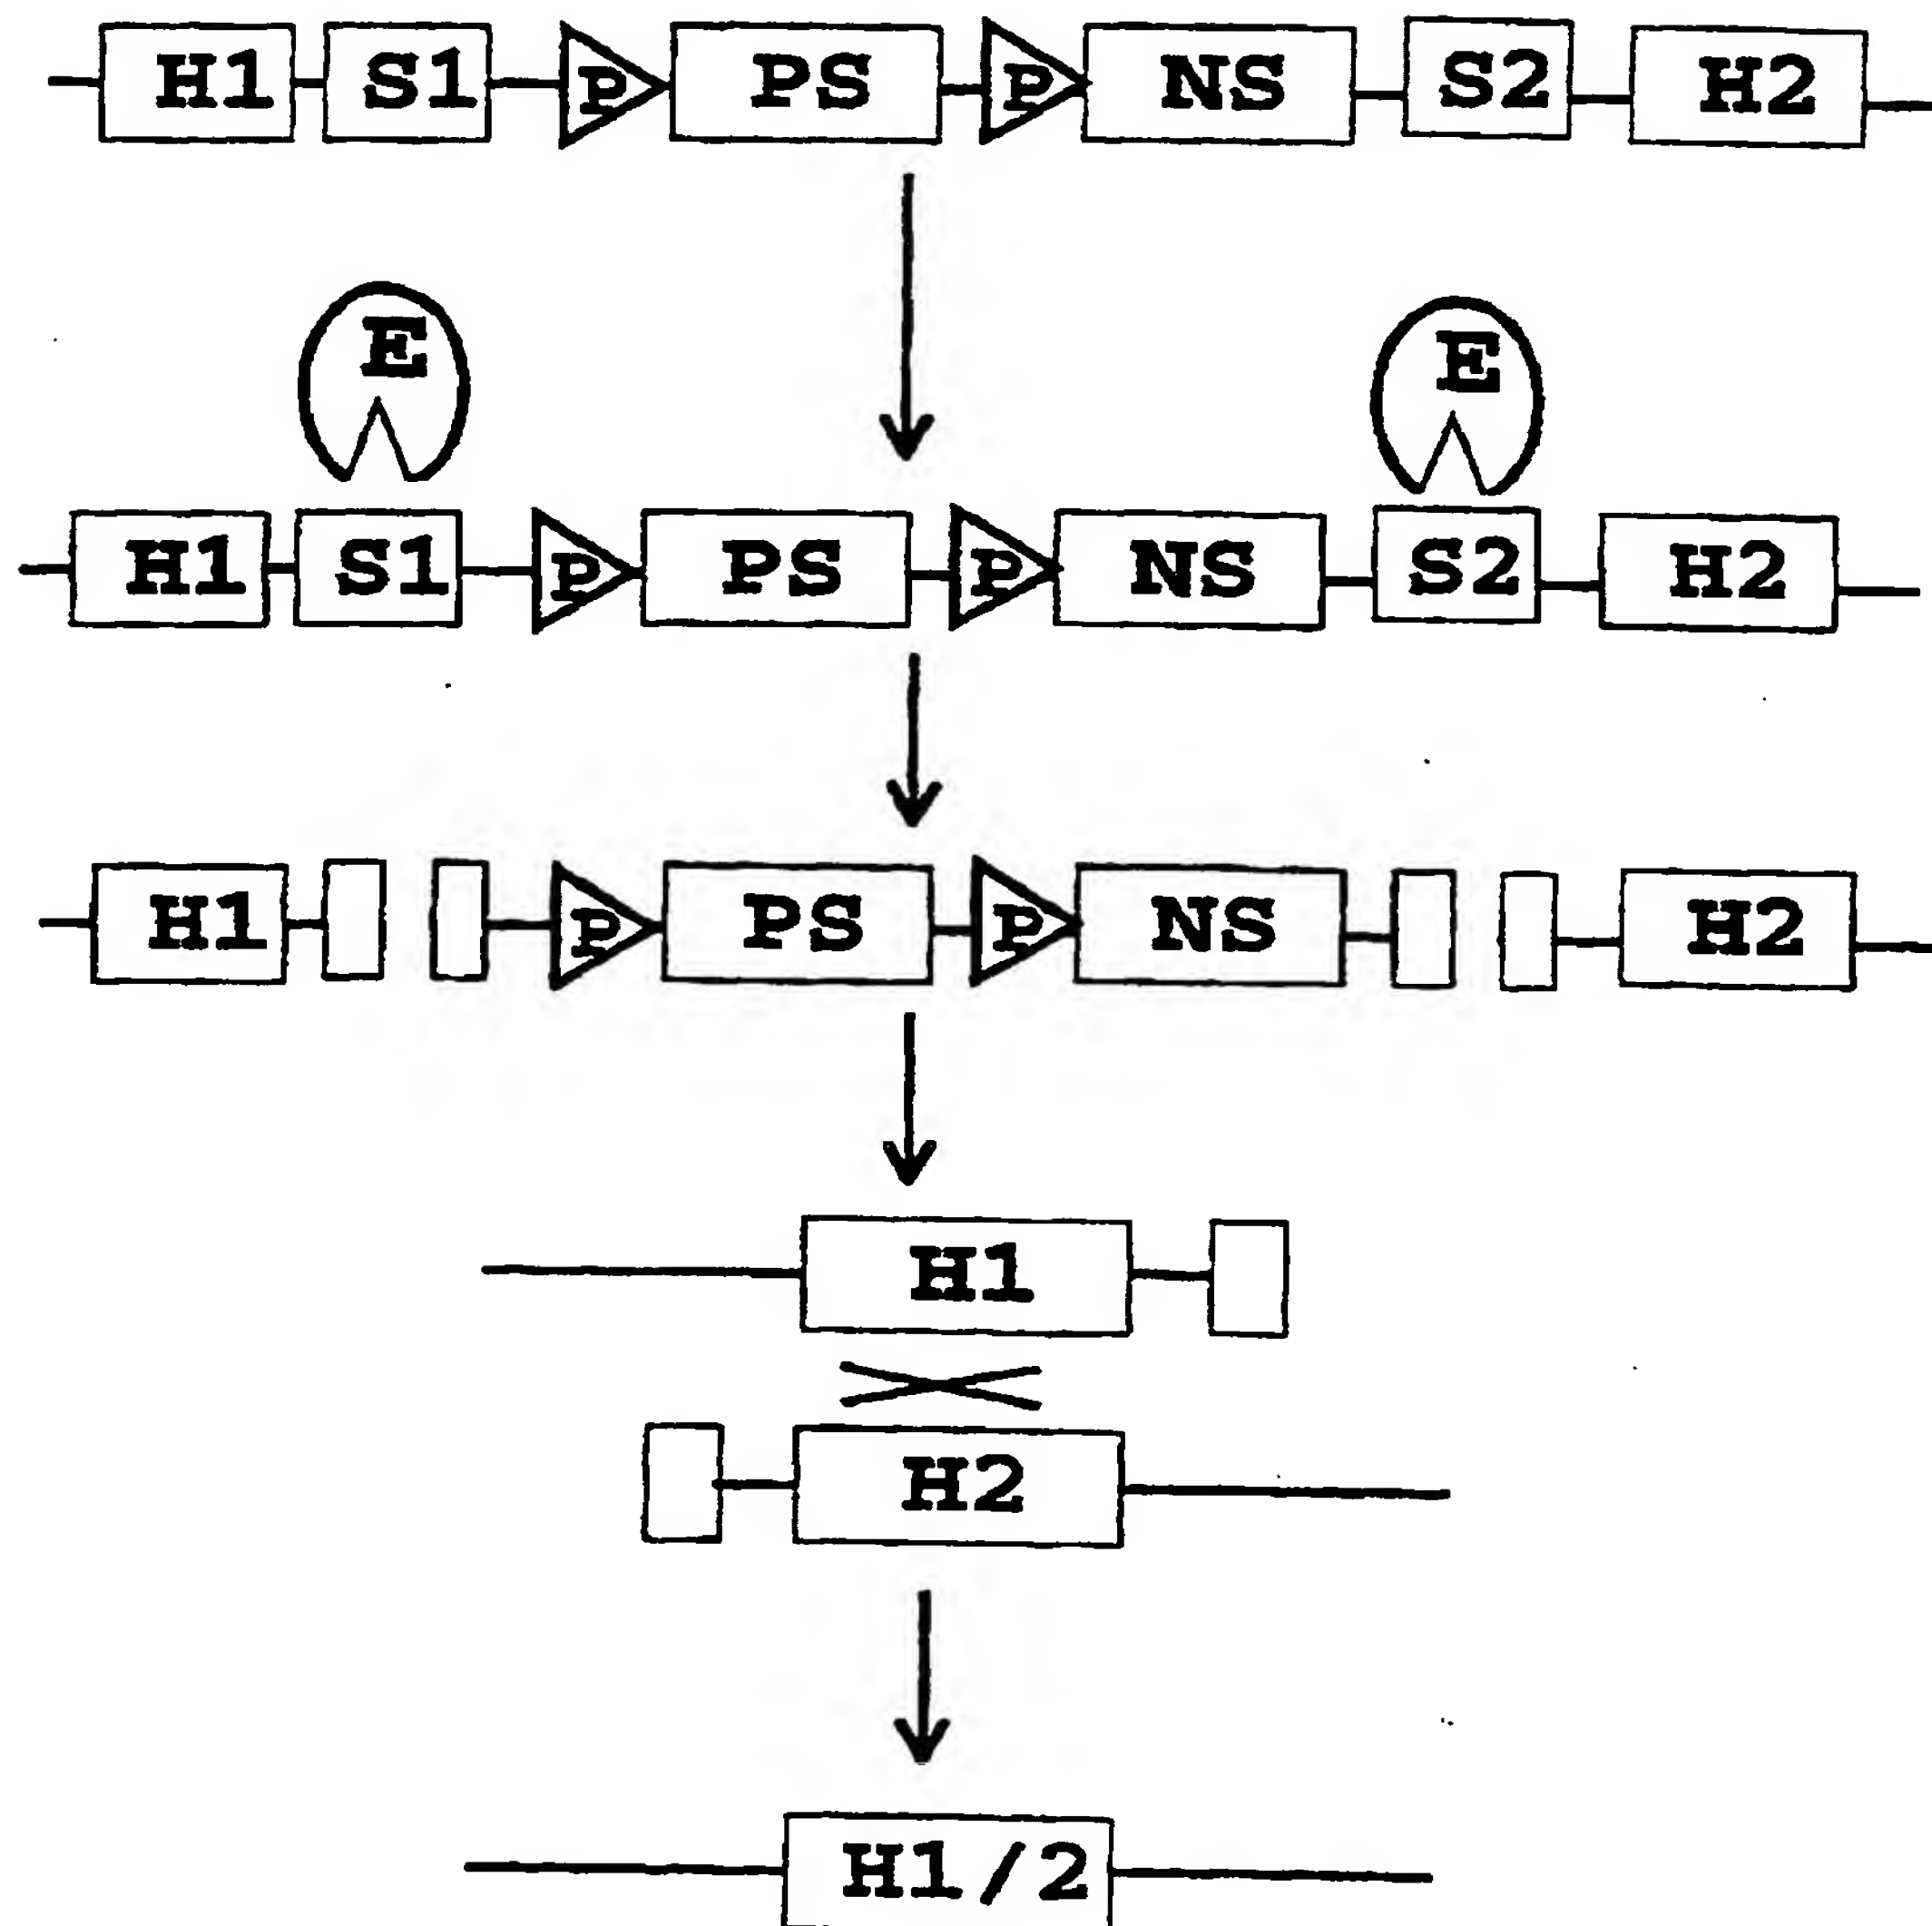 H1 S1 P PS P NS S2 H2
E E
H1 S1 P PS P NS S2 H2
H1 P PS P NS H2
H1
H2
H1/2